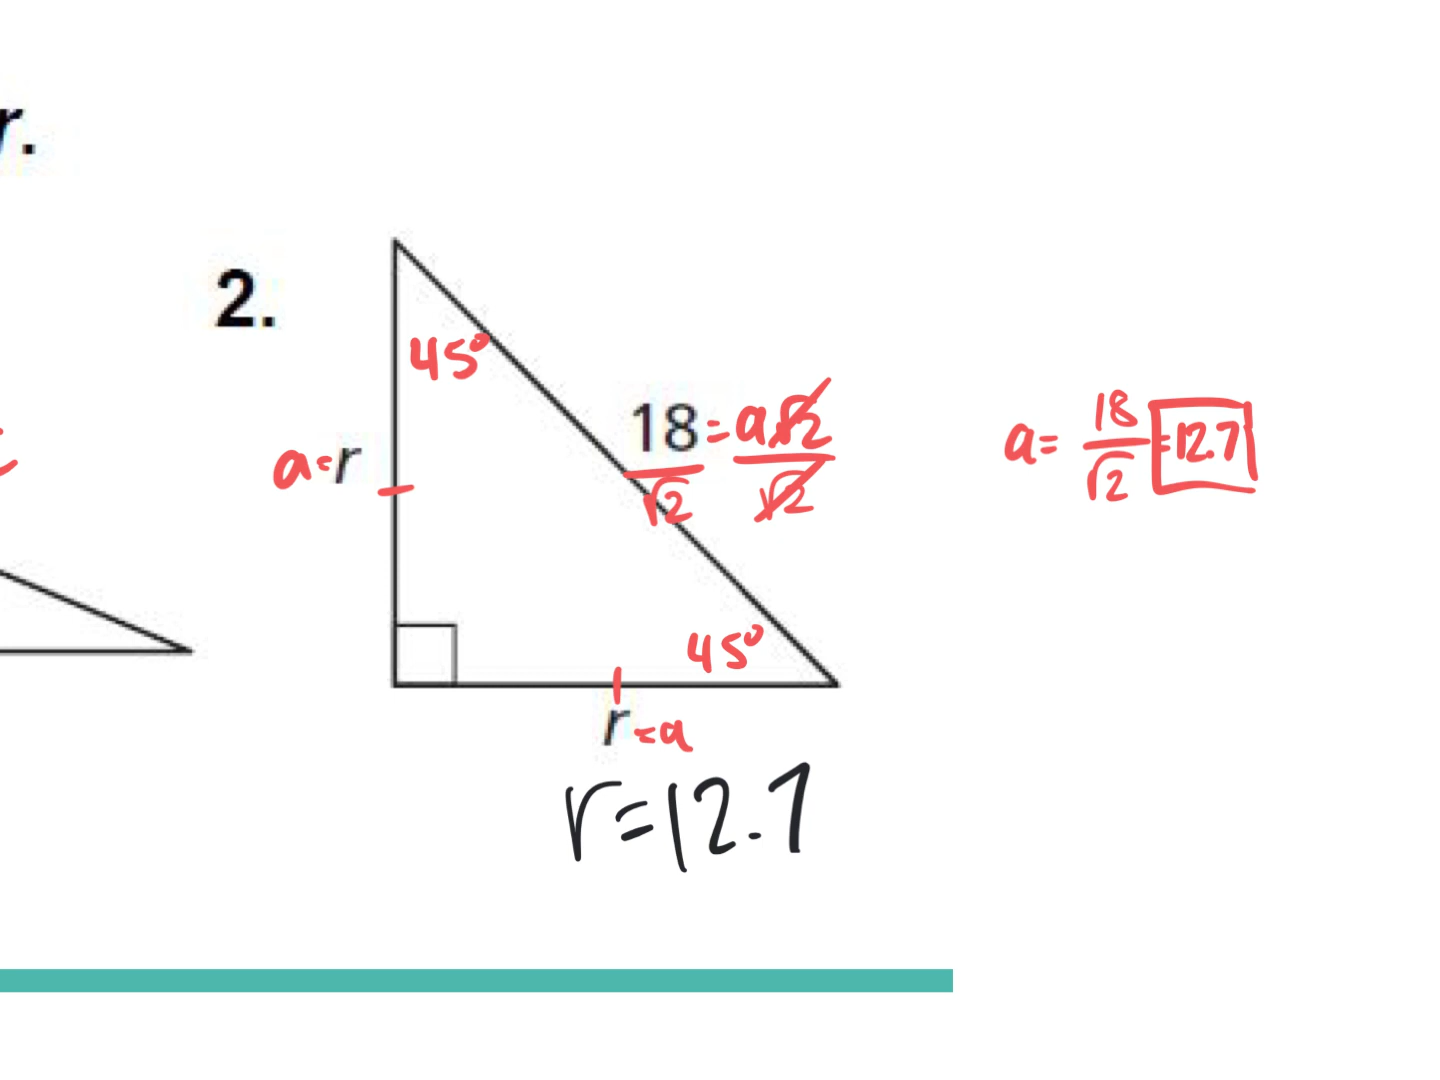 r.
2.
45°
18 = a√2
√2 √2
a = 18/√2 = 12.7
a = r
45°
r = a
r = 12.7